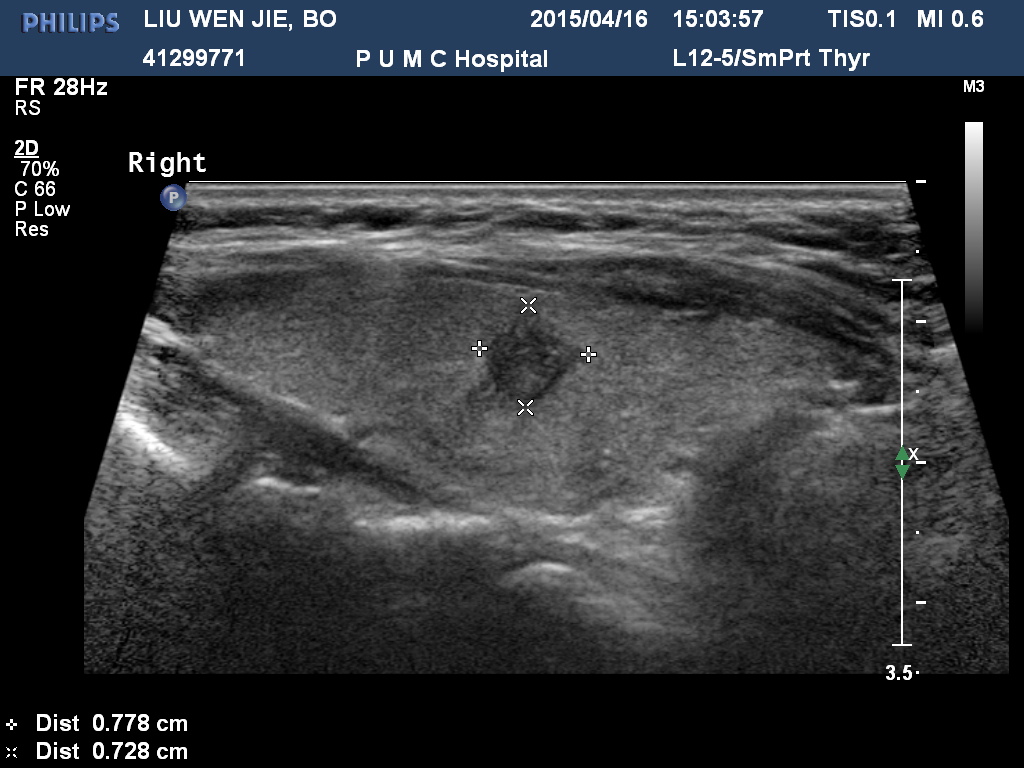 PHILIPS LIU WEN JIE, BO 2015/04/16 15:03:57 TIS0.1 MI 0.6
41299771 P U M C Hospital L12-5/SmPrt Thyr
FR 28Hz
RS
M3
2D
70%
C 66
P Low
Res
Right
P
X
3.5
Dist 0.778 cm
Dist 0.728 cm